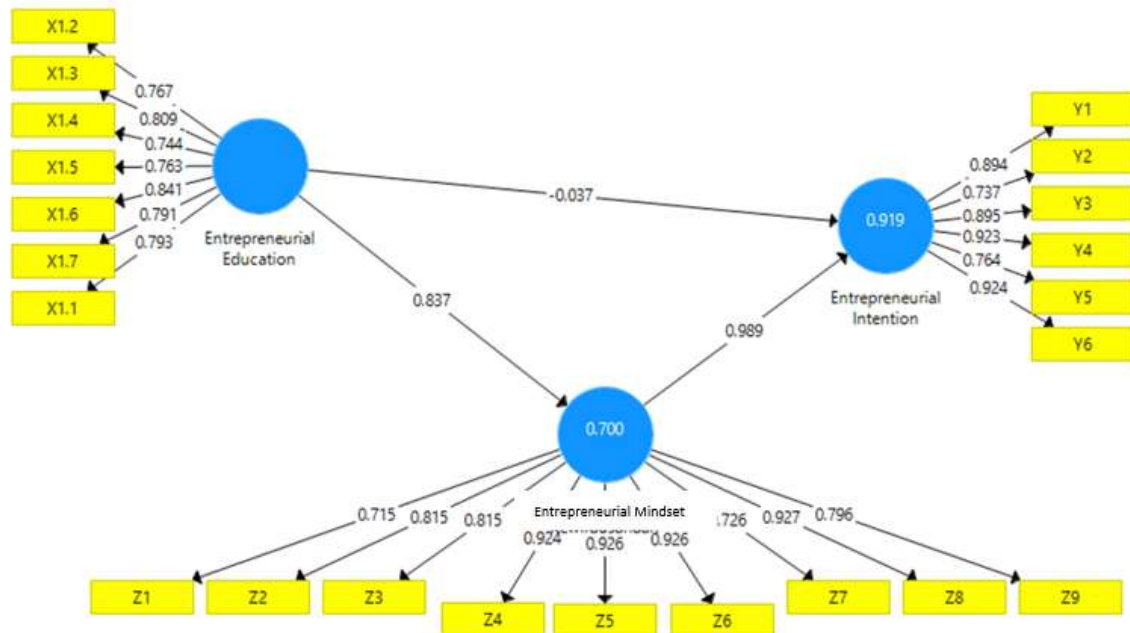 X1.2
X1.3
X1.4
X1.5
X1.6
X1.7
X1.1
0.767
0.809
0.744
0.763
0.841
0.791
0.793
Entrepreneurial
Education
-0.037
0.837
0.989
0.919
Entrepreneurial
Intention
0.894
0.737
0.895
0.923
0.764
0.924
Y1
Y2
Y3
Y4
Y5
Y6
0.700
Entrepreneurial Mindset
0.715
0.815
0.815
0.924
0.926
0.926
.726
0.927
0.796
Z1
Z2
Z3
Z4
Z5
Z6
Z7
Z8
Z9